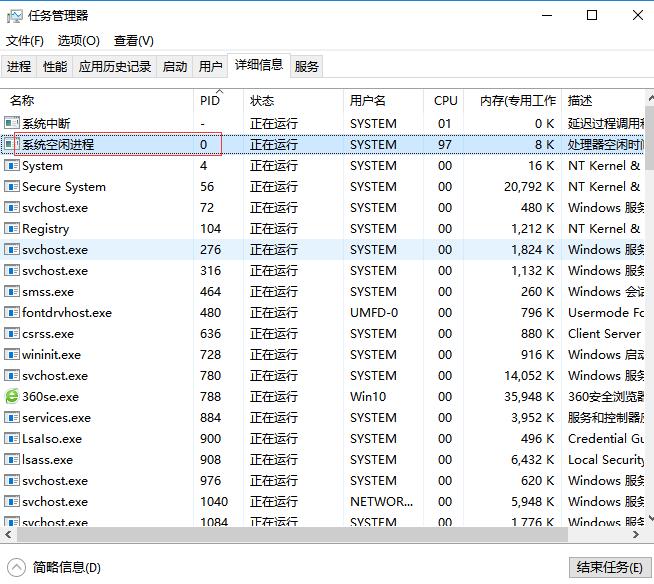 任务管理器
文件(F) 选项(O) 查看(V)
进程 性能 应用历史记录 启动 用户 详细信息 服务
名称 PID 状态 用户名 CPU 内存(专用工作 描述
系统中断 - 正在运行 SYSTEM 01 0 K 延迟过程调用和
系统空闲进程 0 正在运行 SYSTEM 97 8 K 处理器空闲时间
System 4 正在运行 SYSTEM 00 16 K NT Kernel &
Secure System 56 正在运行 SYSTEM 00 20,792 K NT Kernel &
svchost.exe 72 正在运行 SYSTEM 00 480 K Windows 服务
Registry 104 正在运行 SYSTEM 00 1,212 K NT Kernel &
svchost.exe 276 正在运行 SYSTEM 00 1,824 K Windows 服务
svchost.exe 316 正在运行 SYSTEM 00 1,132 K Windows 服务
smss.exe 464 正在运行 SYSTEM 00 260 K Windows 会话
fontdrvhost.exe 480 正在运行 UMFD-0 00 796 K Usermode Fo
csrss.exe 636 正在运行 SYSTEM 00 880 K Client Server
wininit.exe 728 正在运行 SYSTEM 00 916 K Windows 启动
svchost.exe 780 正在运行 SYSTEM 00 14,052 K Windows 服务
360se.exe 788 正在运行 Win10 00 35,948 K 360安全浏览器
services.exe 884 正在运行 SYSTEM 00 3,952 K 服务和控制器应
LsaIso.exe 900 正在运行 SYSTEM 00 496 K Credential Gu
lsass.exe 908 正在运行 SYSTEM 00 6,432 K Local Security
svchost.exe 976 正在运行 SYSTEM 00 620 K Windows 服务
svchost.exe 1040 正在运行 NETWOR... 00 5,948 K Windows 服务
svchost.exe 1084 正在运行 SYSTEM 00 1,776 K Windows 服务
简略信息(D) 结束任务(E)